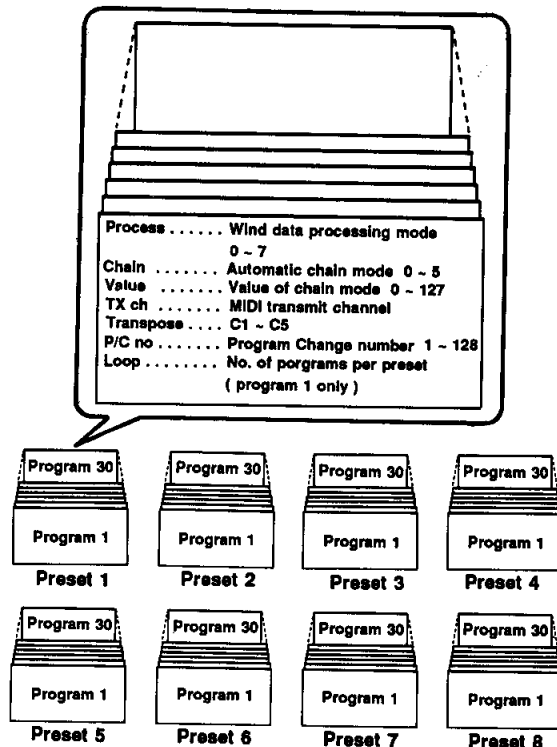 Process ...... Wind data processing mode
0 ~ 7
Chain ....... Automatic chain mode 0 ~ 5
Value ....... Value of chain mode 0 ~ 127
TX ch ....... MIDI transmit channel
Transpose .... C1 ~ C5
P/C no ....... Program Change number 1 ~ 128
Loop ........ No. of porgrams per preset
( program 1 only )
Program 30 Program 30 Program 30 Program 30
Program 1 Program 1 Program 1 Program 1
Preset 1 Preset 2 Preset 3 Preset 4
Program 30 Program 30 Program 30 Program 30
Program 1 Program 1 Program 1 Program 1
Preset 5 Preset 6 Preset 7 Preset 8